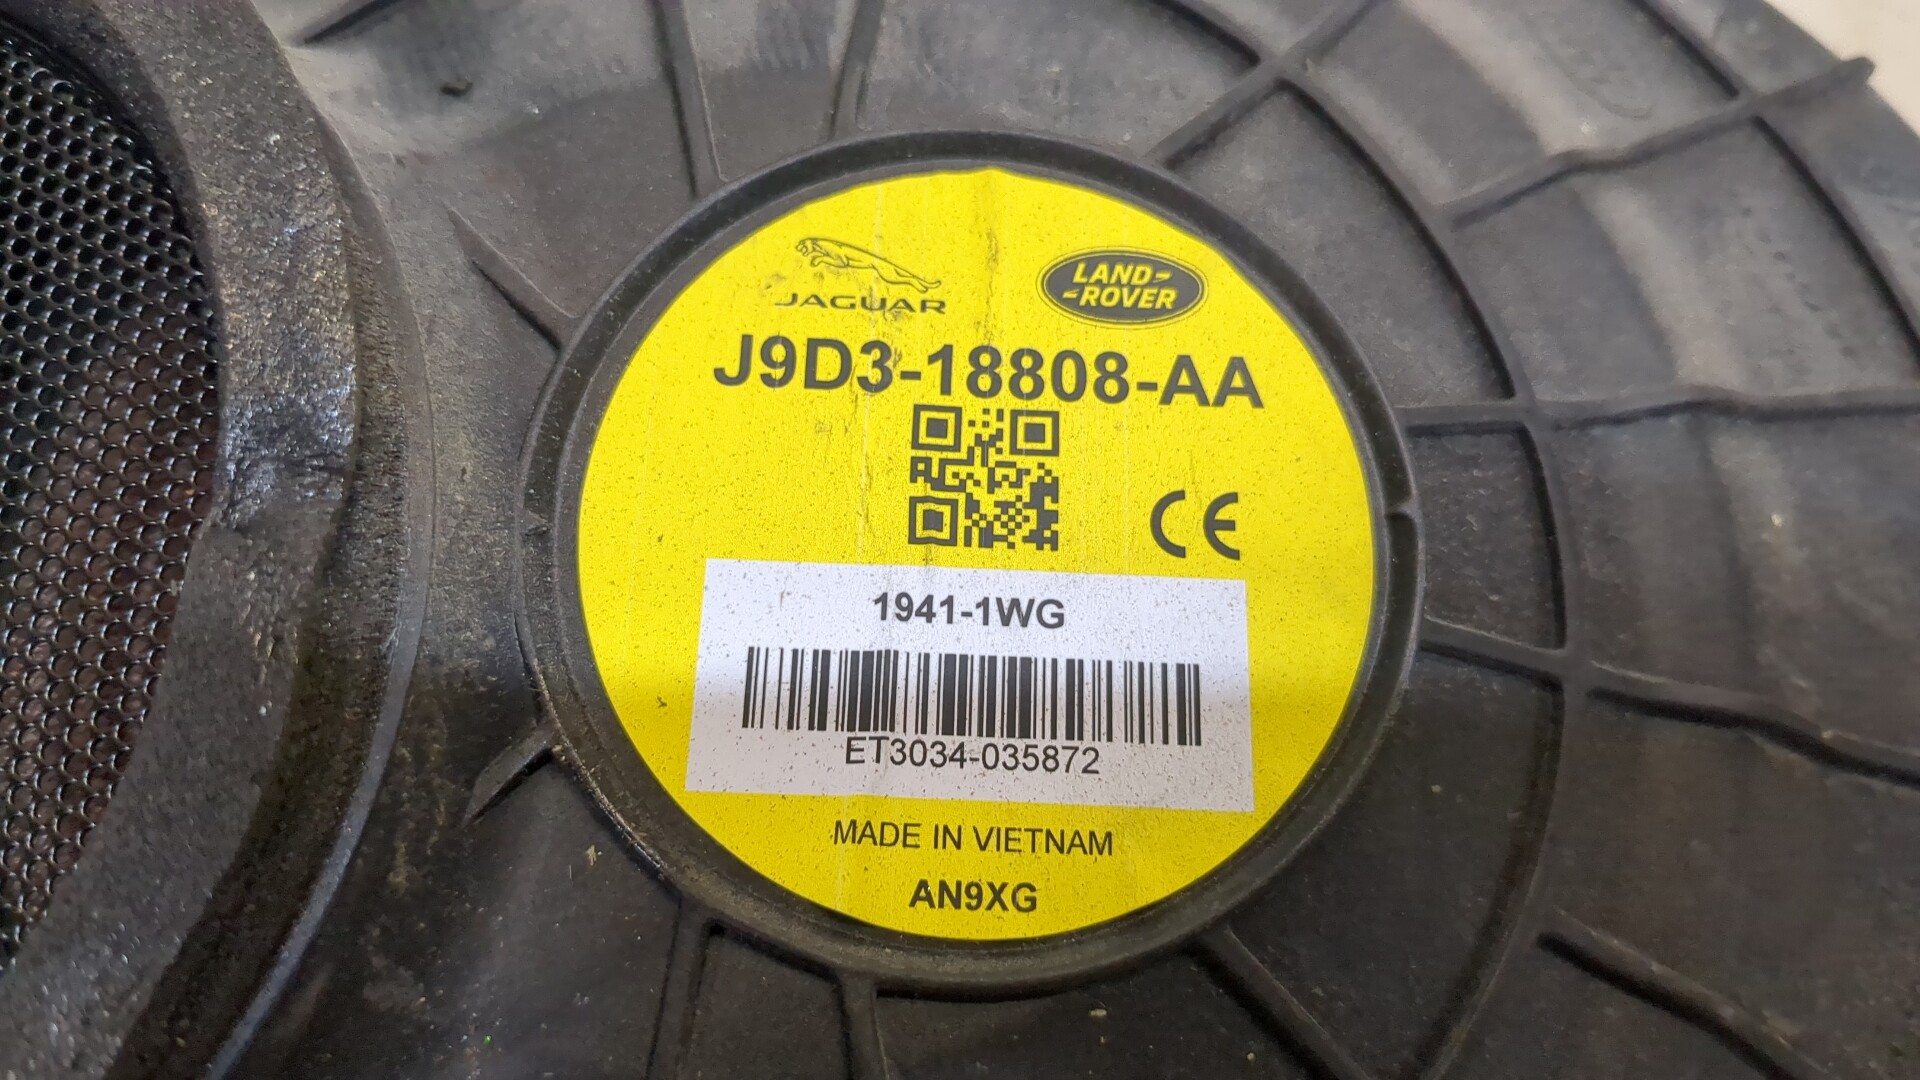 JAGUAR
LAND-
-ROVER
J9D3-18808-AA
CE
1941-1WG
ET3034-035872
MADE IN VIETNAM
AN9XG